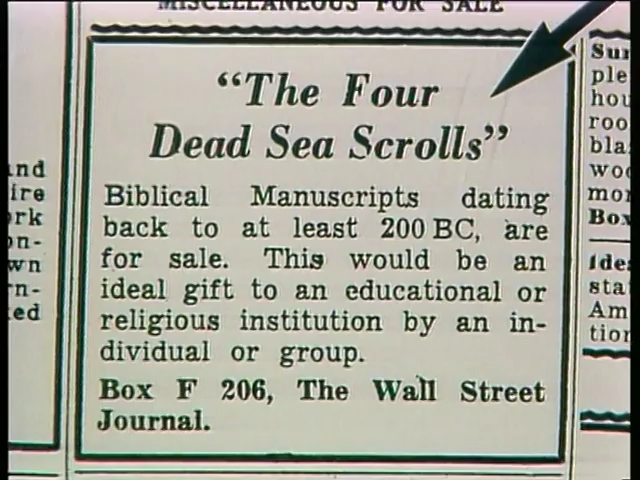 MISCELLANEOUS FOR SALE
"The Four
Dead Sea Scrolls"
Biblical Manuscripts dating
back to at least 200 BC, are
for sale. This would be an
ideal gift to an educational or
religious institution by an in-
dividual or group.
Box F 206, The Wall Street
Journal.